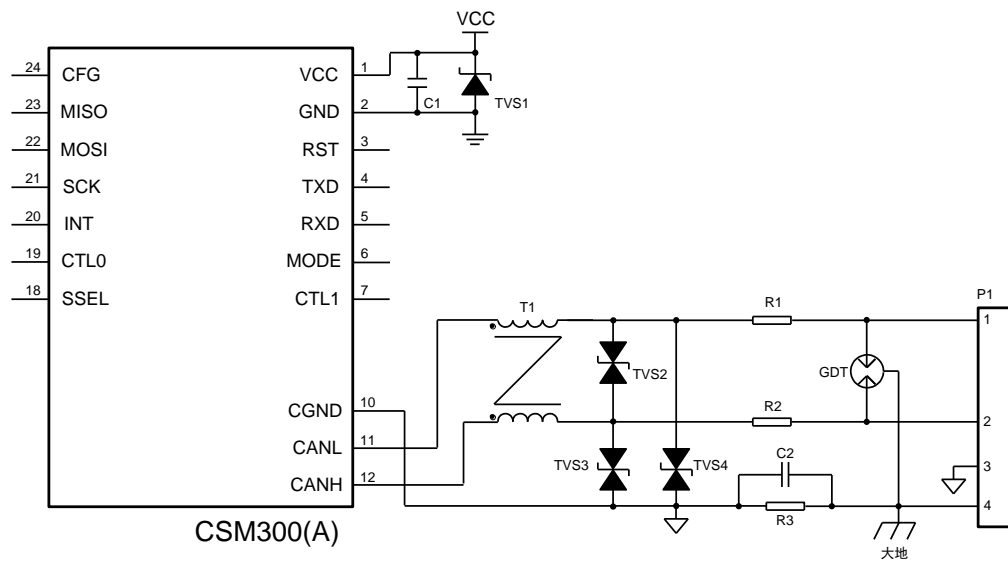 VCC
24 CFG VCC 1
C1 TVS1
23 MISO GND 2
22 MOSI RST 3
21 SCK TXD 4
20 INT RXD 5
19 CTL0 MODE 6
18 SSEL CTL1 7
T1 R1 P1
1
TVS2 GDT
CGND 10 R2 2
CANL 11
TVS3 TVS4 C2 3
CANH 12
R3 4
CSM300(A)
大地